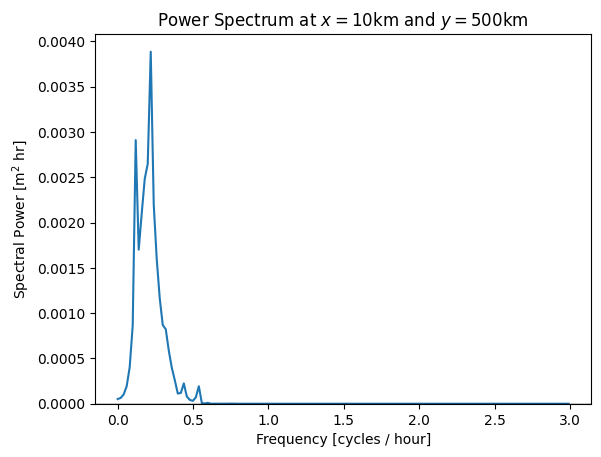 Power Spectrum at x = 10km and y = 500km
0.0040
0.0035
0.0030
0.0025
0.0020
0.0015
0.0010
0.0005
0.0000
Spectral Power [m² hr]
0.0 0.5 1.0 1.5 2.0 2.5 3.0
Frequency [cycles / hour]